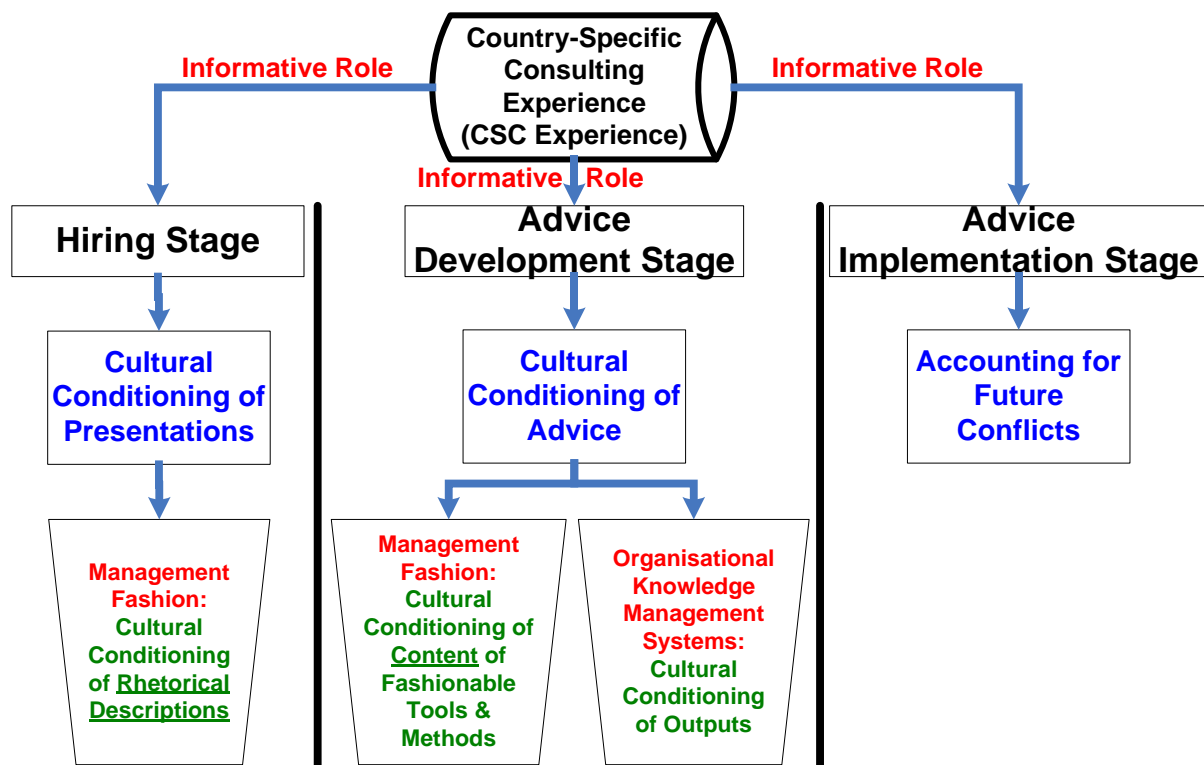 Country-Specific
Consulting
Experience
(CSC Experience)
Informative Role
Informative Role
Informative Role
Hiring Stage
Advice
Development Stage
Advice
Implementation Stage
Cultural
Conditioning of
Presentations
Cultural
Conditioning of
Advice
Accounting for
Future
Conflicts
Management
Fashion:
Cultural
Conditioning
of Rhetorical
Descriptions
Management
Fashion:
Cultural
Conditioning of
Content of
Fashionable
Tools &
Methods
Organisational
Knowledge
Management
Systems:
Cultural
Conditioning
of Outputs